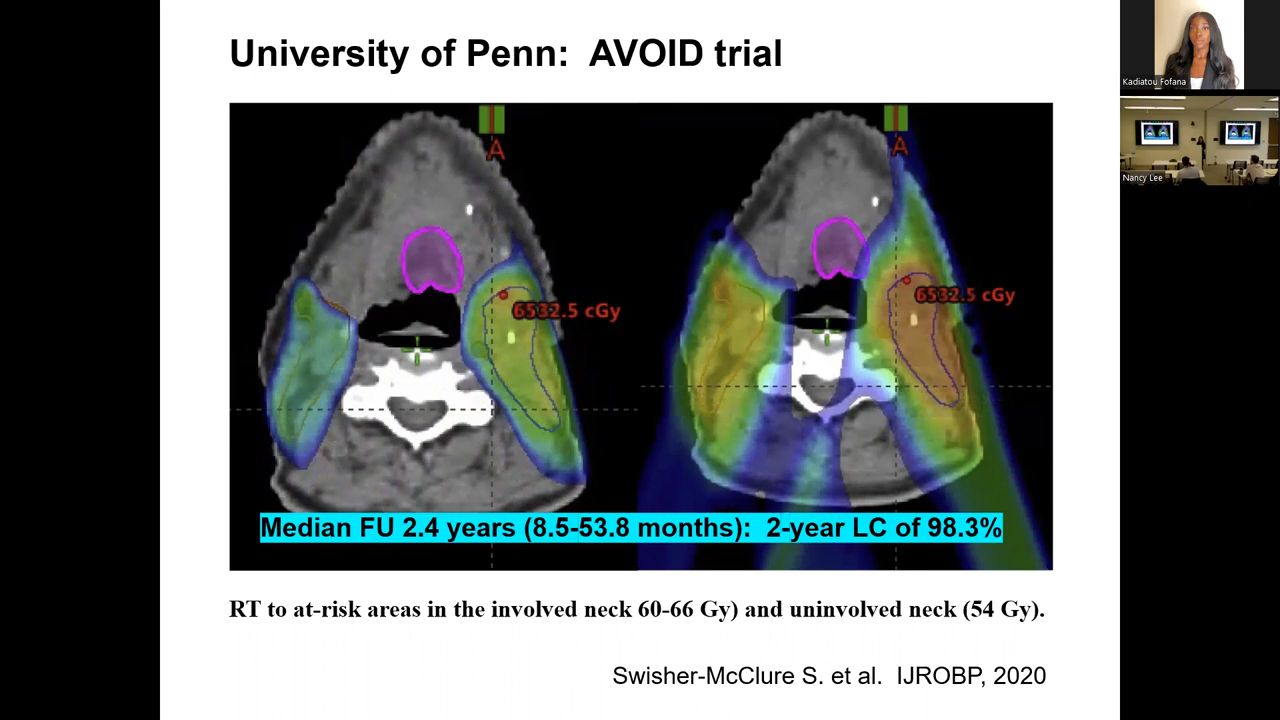 University of Penn:  AVOID trial
A
A
6532.5 cGy
6532.5 cGy
Median FU 2.4 years (8.5-53.8 months):  2-year LC of 98.3%
RT to at-risk areas in the involved neck 60-66 Gy) and uninvolved neck (54 Gy).
Swisher-McClure S. et al.  IJROBP, 2020
Kadiatou Fofana
Nancy Lee